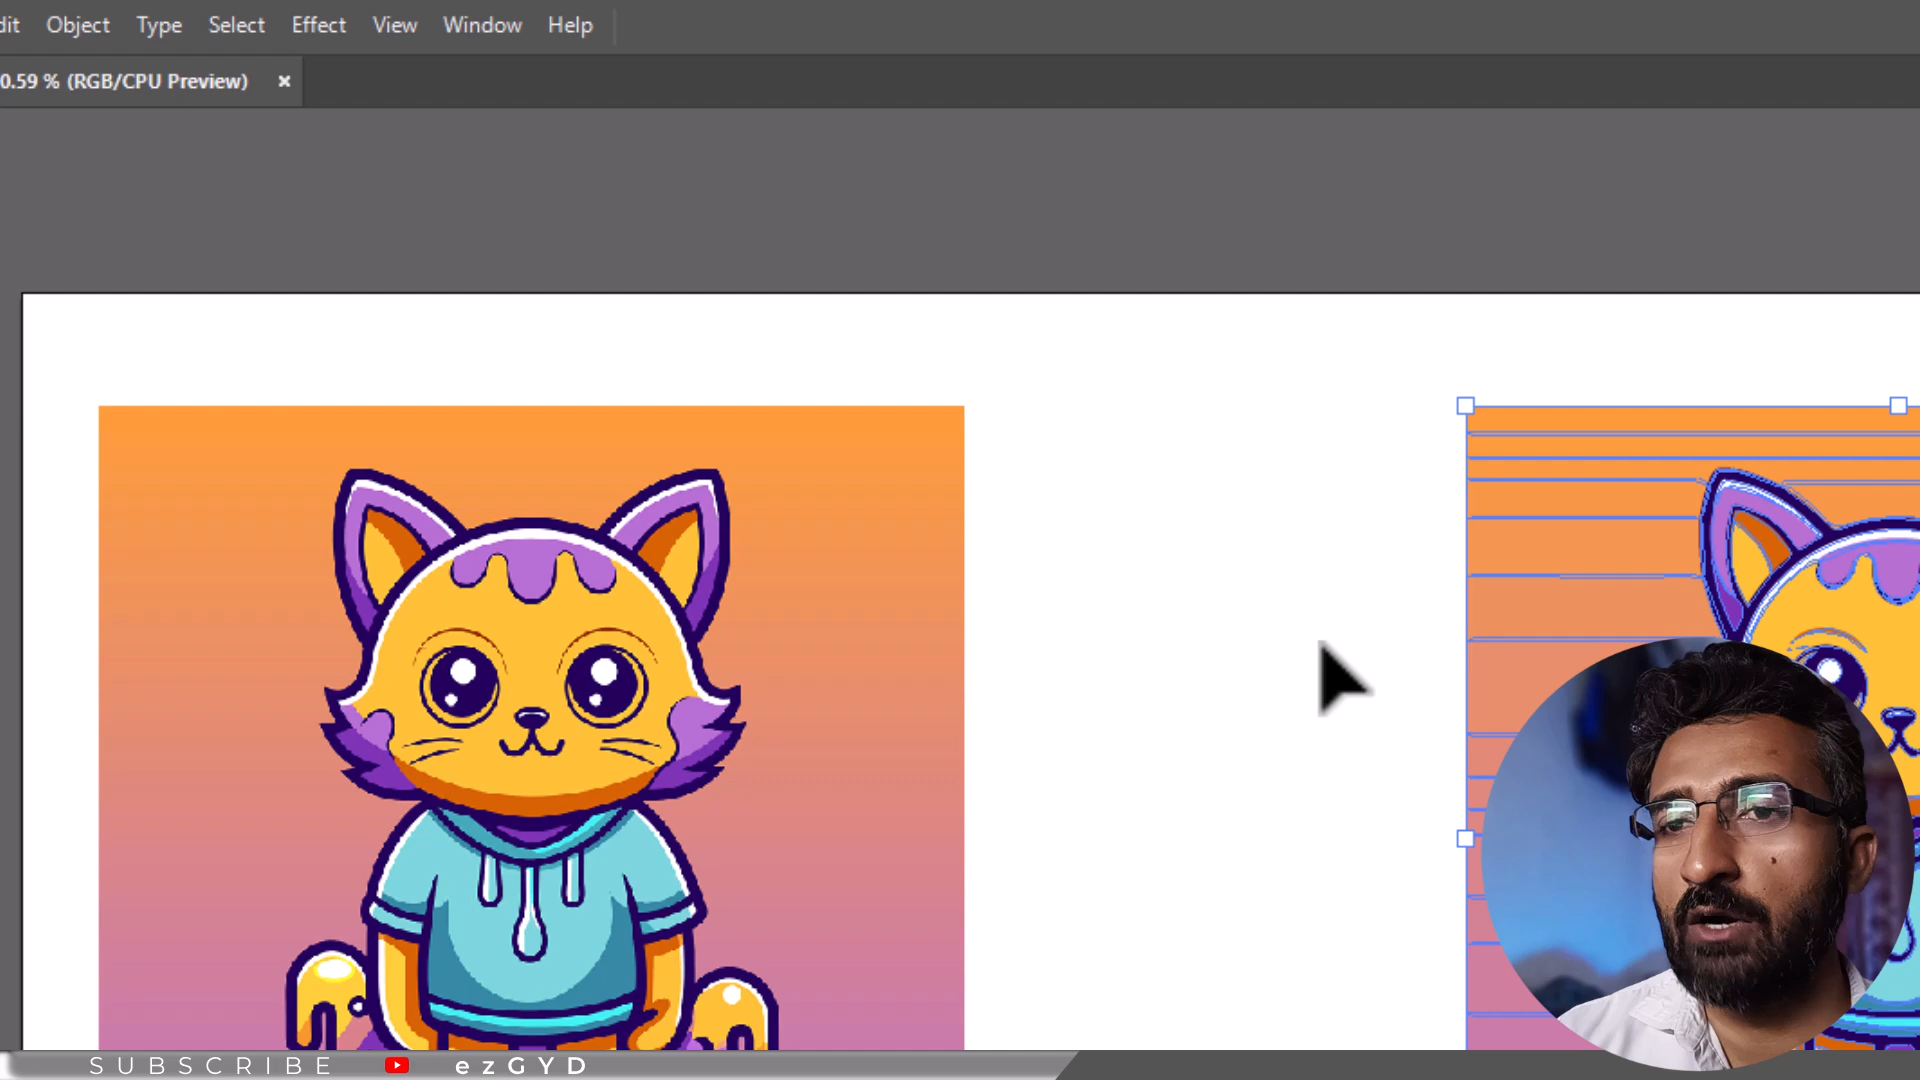 dit Object Type Select Effect View Window Help
0.59 % (RGB/CPU Preview) ×
SUBSCRIBE ezGYD